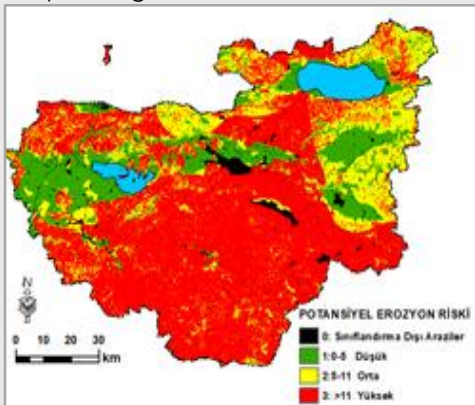 N
0 5 10 20 30
km
POTANSİYEL EROZYON RİSKİ
0: Sınıflandırma Dışı Araziler
1:0-5 Düşük
2:5-11 Orta
3: >11 Yüksek